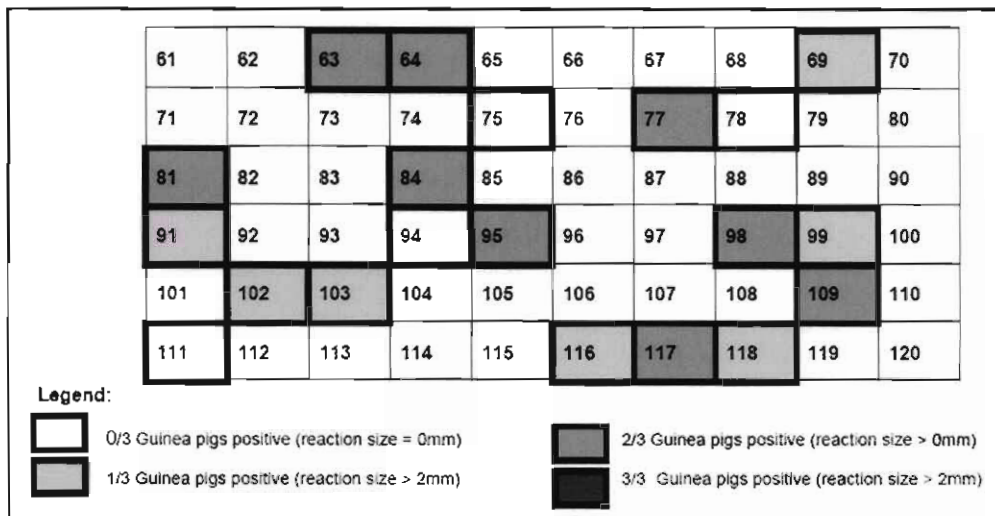 61 62 63 64 65 66 67 68 69 70
71 72 73 74 75 76 77 78 79 80
81 82 83 84 85 86 87 88 89 90
91 92 93 94 95 96 97 98 99 100
101 102 103 104 105 106 107 108 109 110
111 112 113 114 115 116 117 118 119 120
Legend:
0/3 Guinea pigs positive (reaction size = 0mm)
2/3 Guinea pigs positive (reaction size > 0mm)
1/3 Guinea pigs positive (reaction size > 2mm)
3/3 Guinea pigs positive (reaction size > 2mm)